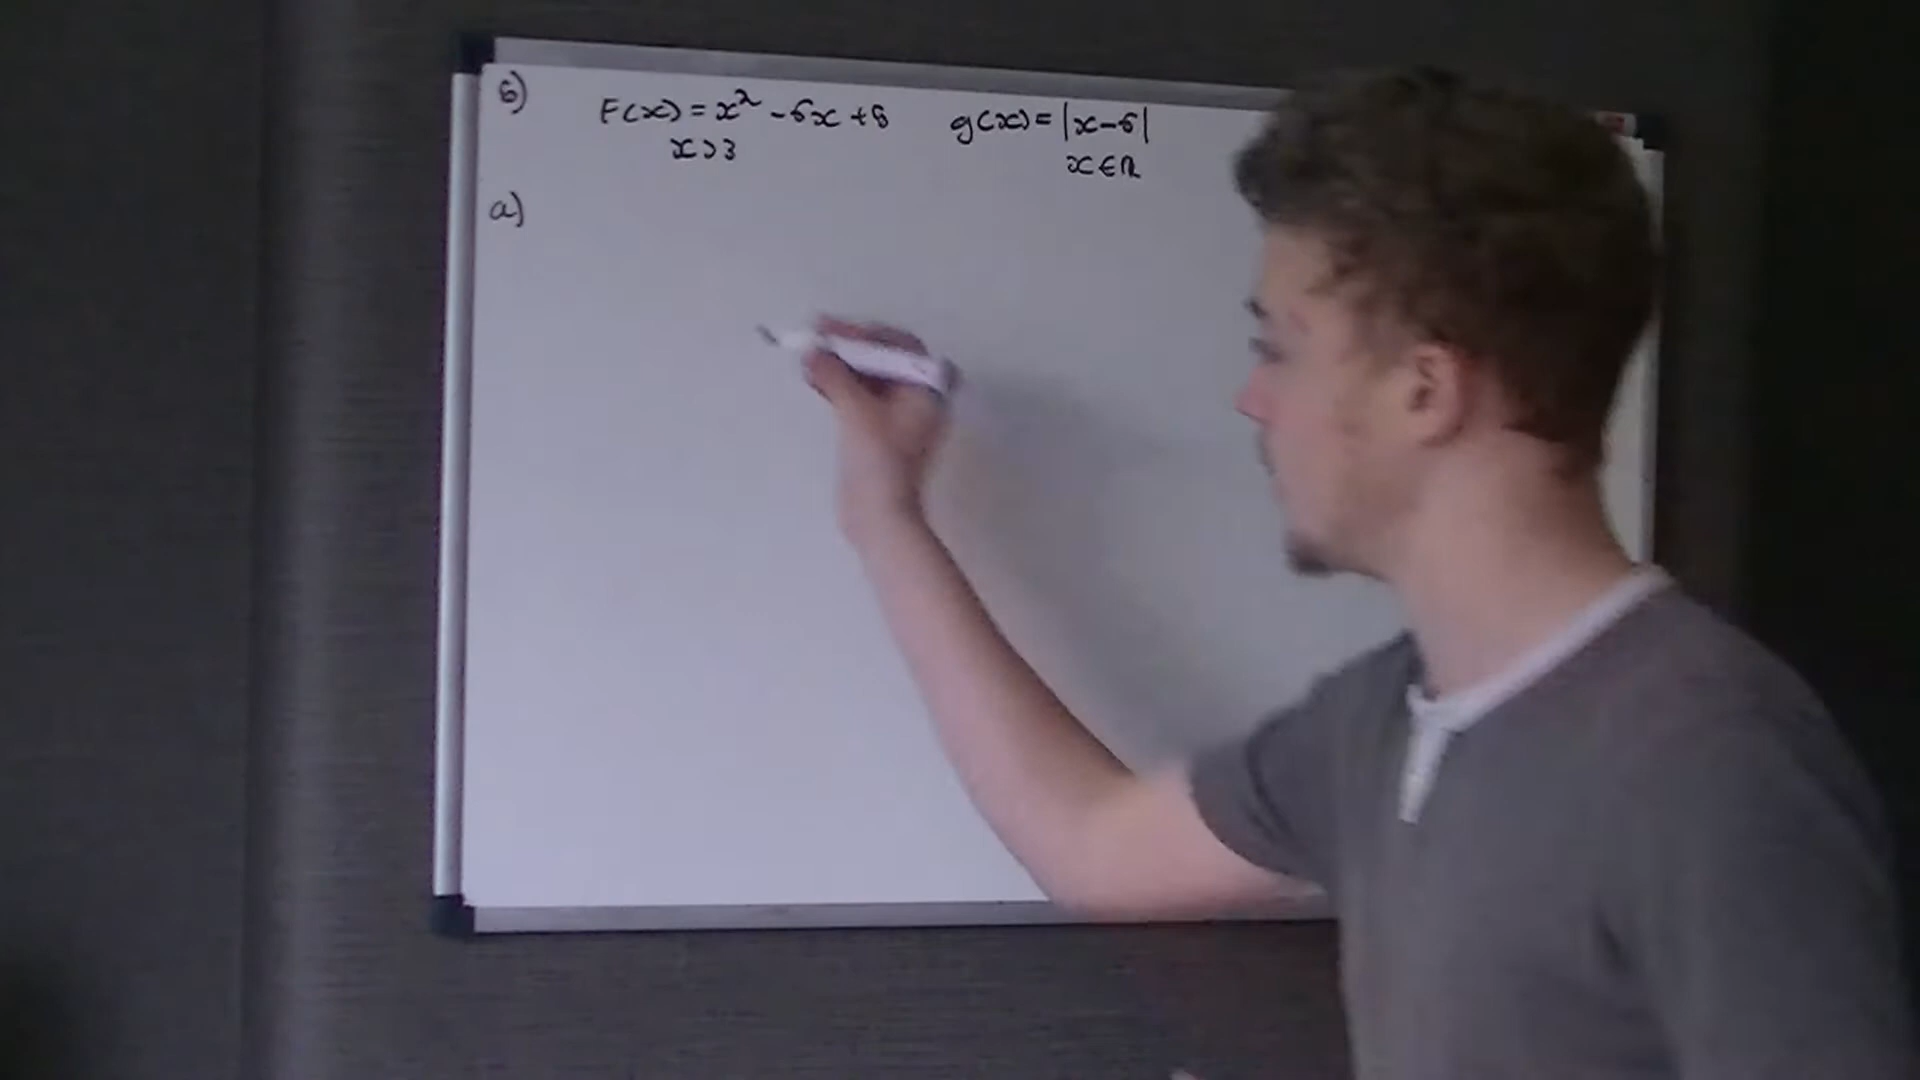 6) F(x) = x² - 6x + 8 g(x) = |x-6|
x>3 x∈ℝ
a)